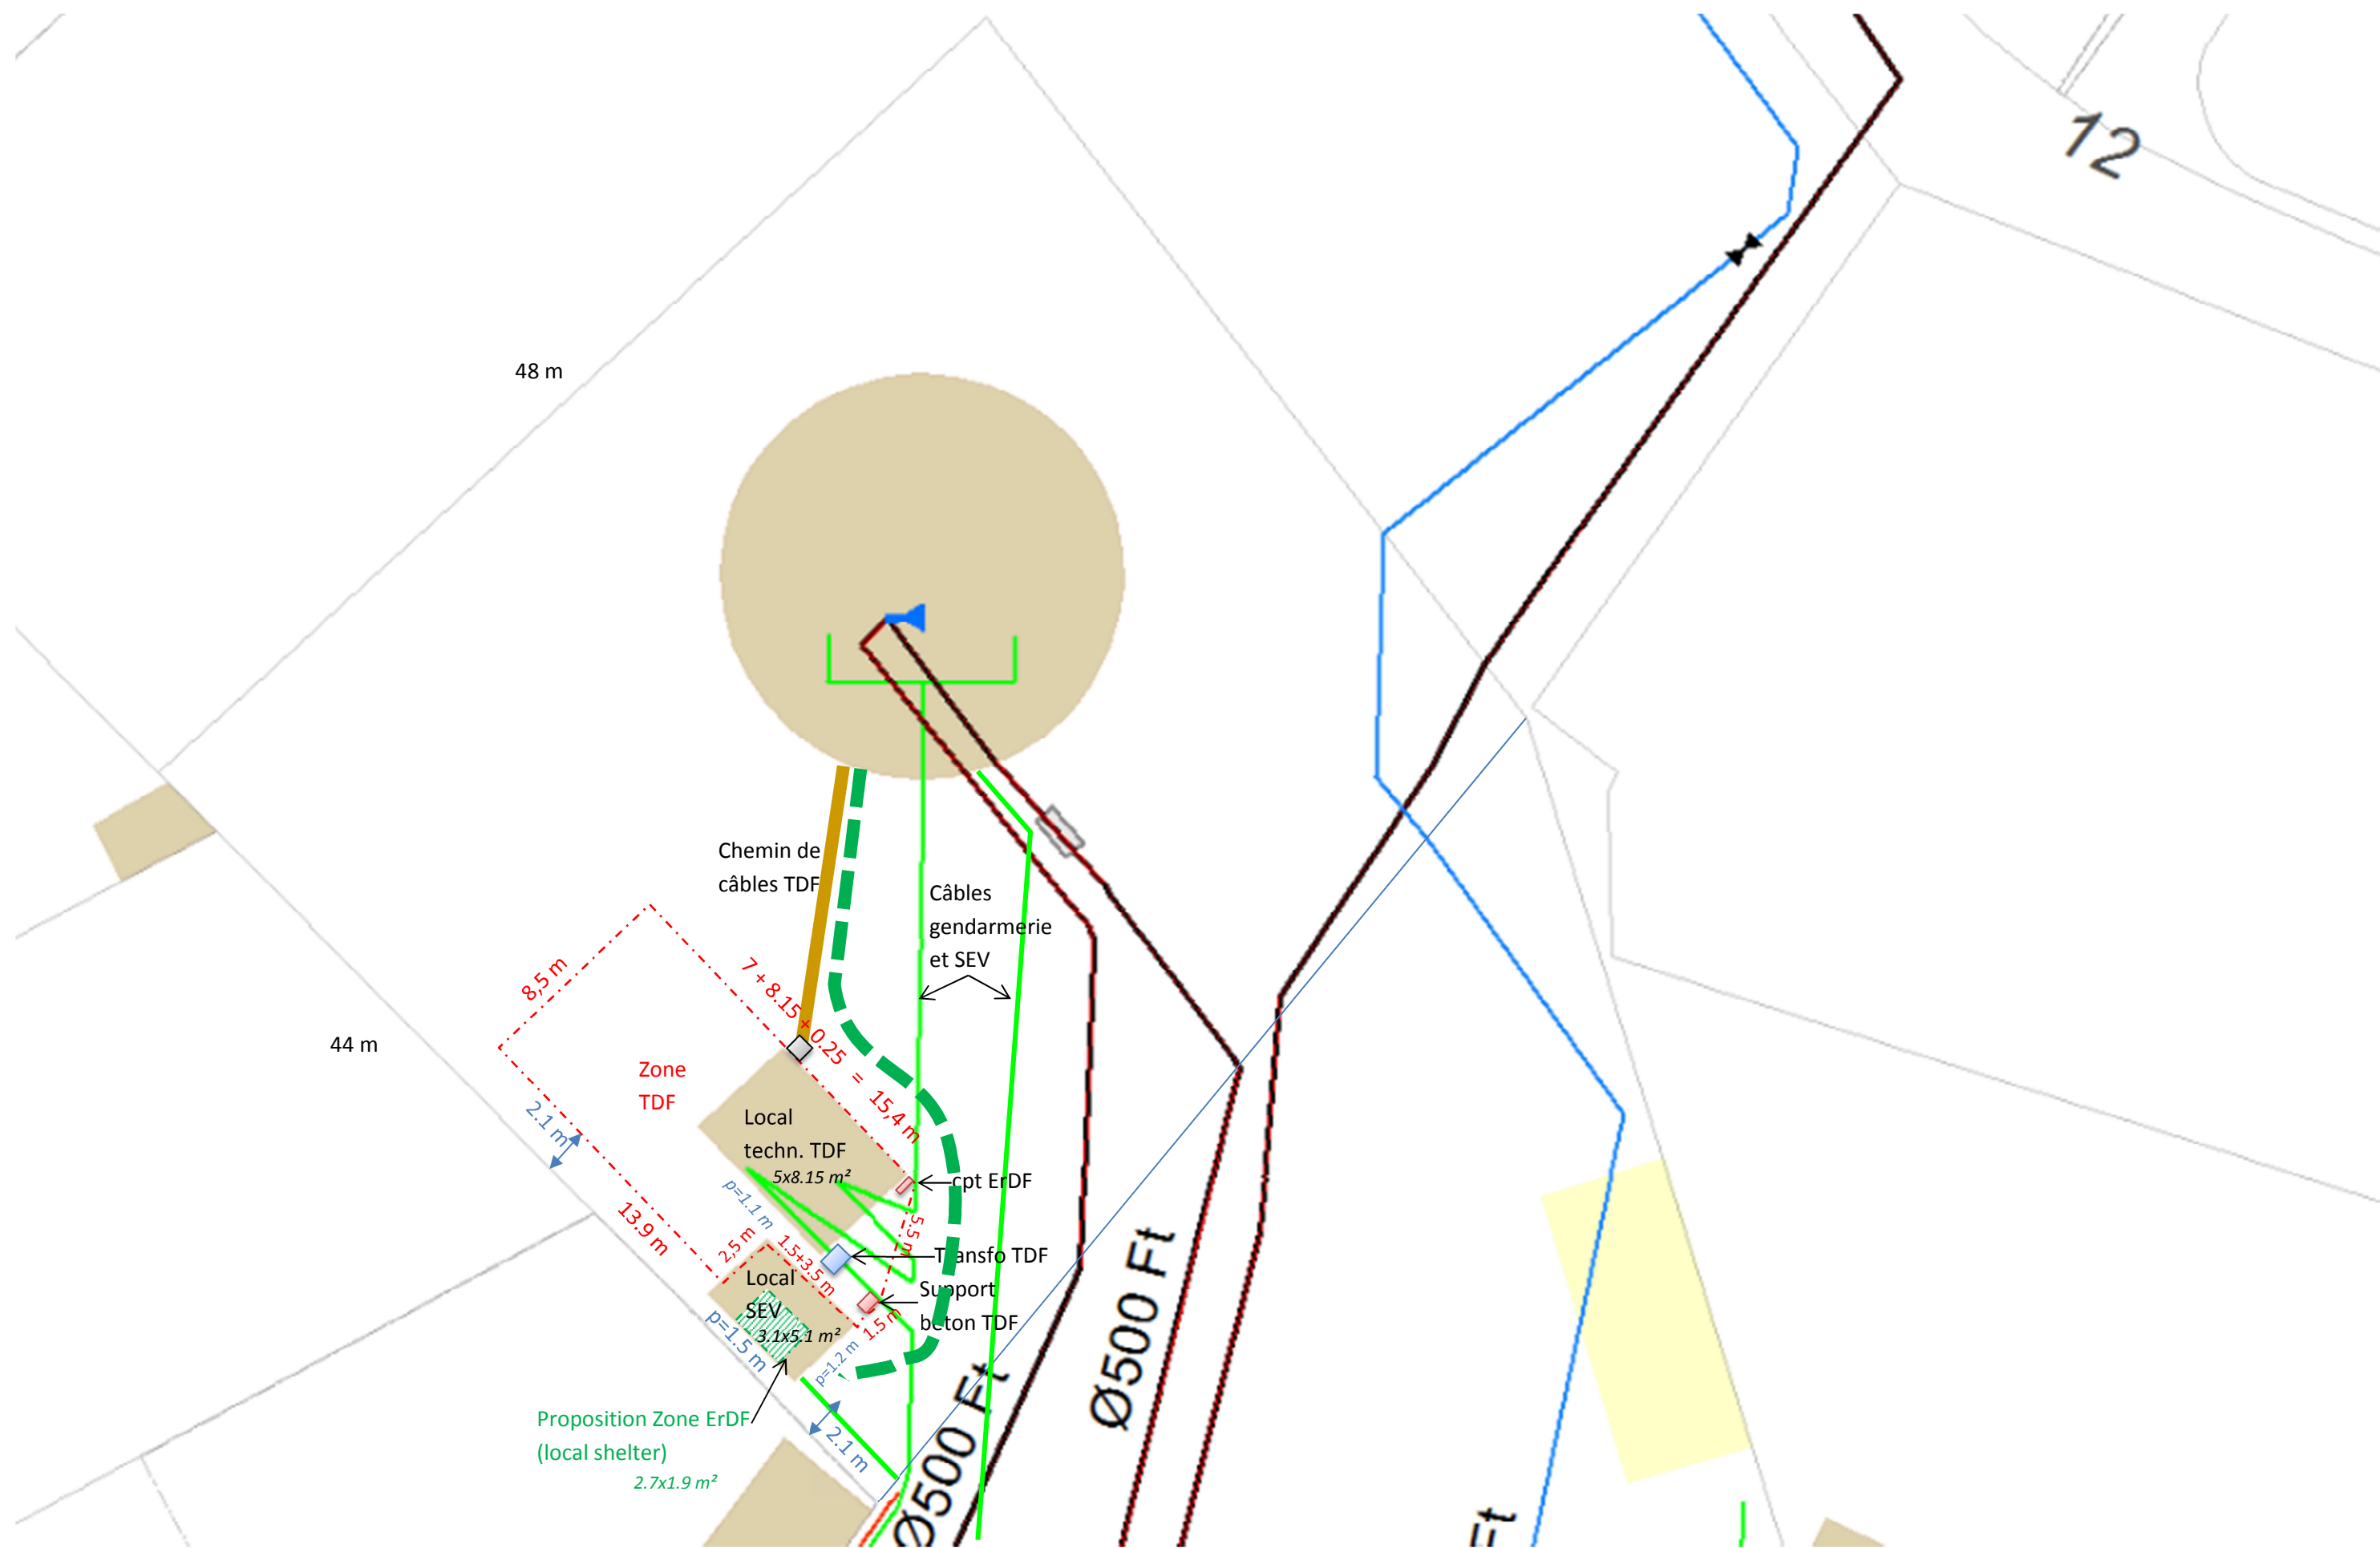 12
48 m
Chemin de
câbles TDF
Câbles
gendarmerie
et SEV
8,5 m
7 + 8.15 + 0.25 = 15,4 m
44 m
Zone
TDF
2.1 m
Local
techn. TDF
5x8.15 m²
cpt ErDF
p=1.1 m
13.9 m
5.5 m
2,5 m
1.5+3.5 m
Transfo TDF
Local
SEV
3.1x5.1 m²
Support
béton TDF
1.5 m
p=1.5 m
p=1.2 m
Ø500 Ft
Ø500 Ft
Proposition Zone ErDF
(local shelter)
2.7x1.9 m²
2.1 m
Ft